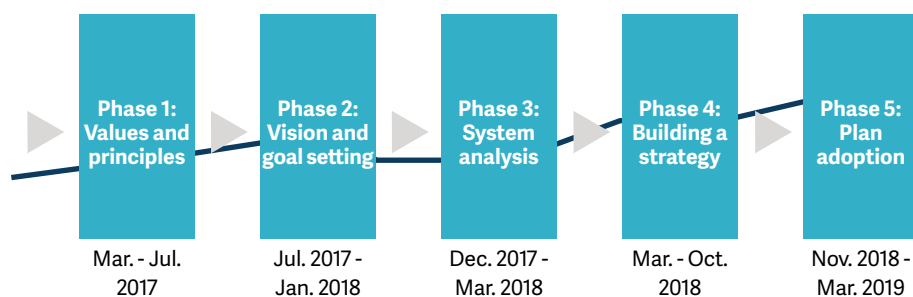 Phase 1:
Values and
principles
Phase 2:
Vision and
goal setting
Phase 3:
System
analysis
Phase 4:
Building a
strategy
Phase 5:
Plan
adoption
Mar. - Jul.
2017
Jul. 2017 -
Jan. 2018
Dec. 2017 -
Mar. 2018
Mar. - Oct.
2018
Nov. 2018 -
Mar. 2019